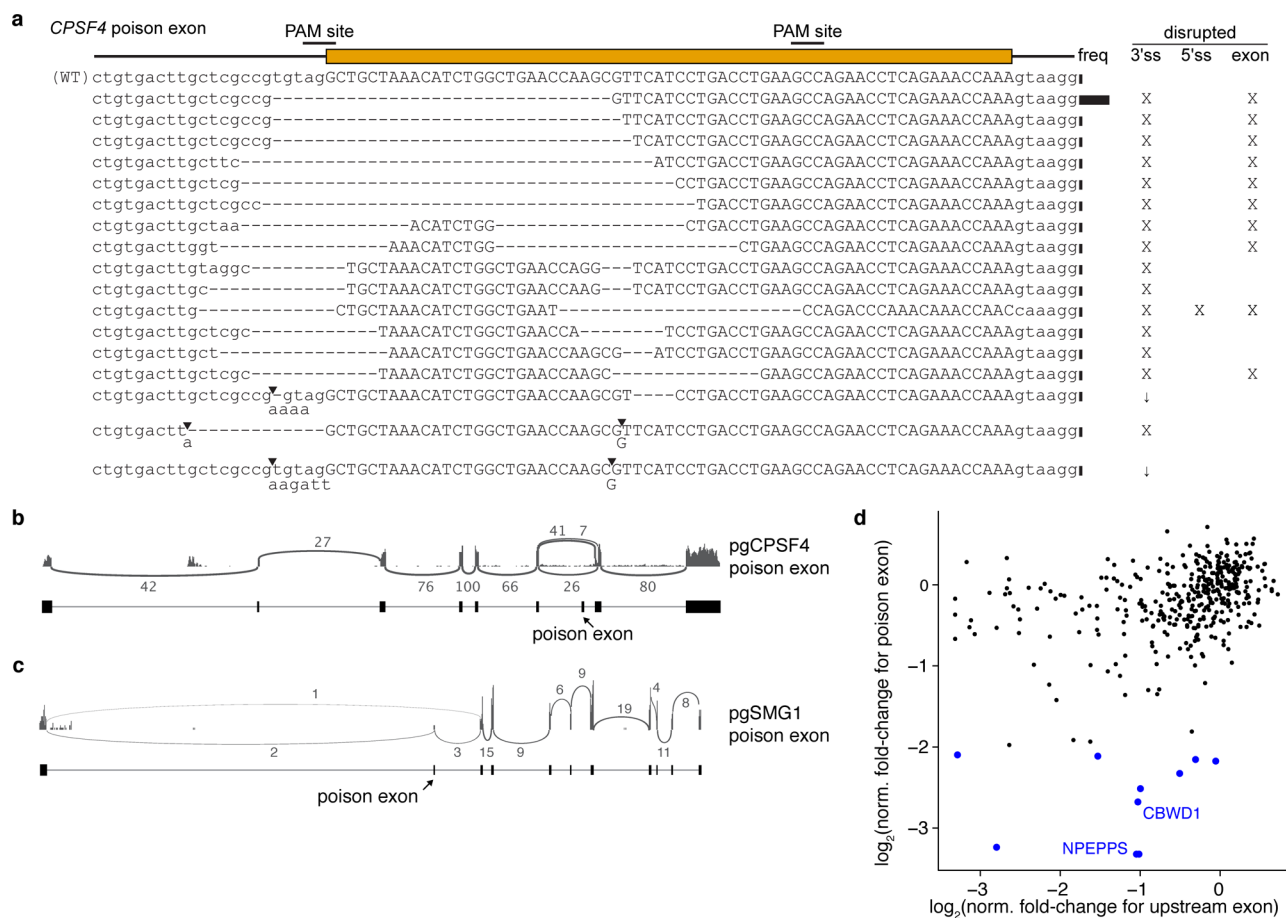 a
CPSF4 poison exon
PAM site
PAM site
freq
disrupted
3'ss 5'ss exon
(WT) ctgtgacttgctcgccgtgtagGCTGCTAAACATCTGGCTGAACCAAGCGTTCATCCTGACCTGAAGCCAGAACCTCAGAAACCAAAgtaagg
ctgtgacttgctcgccg--------------------------------GTTCATCCTGACCTGAAGCCAGAACCTCAGAAACCAAAgtaagg X X
ctgtgacttgctcgccg---------------------------------TTCATCCTGACCTGAAGCCAGAACCTCAGAAACCAAAgtaagg X X
ctgtgacttgctcgccg----------------------------------TCATCCTGACCTGAAGCCAGAACCTCAGAAACCAAAgtaagg X X
ctgtgacttgcttc---------------------------------------ATCCTGACCTGAAGCCAGAACCTCAGAAACCAAAgtaagg X X
ctgtgacttgctcg-----------------------------------------CCTGACCTGAAGCCAGAACCTCAGAAACCAAAgtaagg X X
ctgtgacttgctcgcc-----------------------------------------TGACCTGAAGCCAGAACCTCAGAAACCAAAgtaagg X X
ctgtgacttgctaa----------------ACATCTGG------------------CTGACCTGAAGCCAGAACCTCAGAAACCAAAgtaagg X X
ctgtgacttggt----------------AAACATCTGG-----------------------CTGAAGCCAGAACCTCAGAAACCAAAgtaagg X X
ctgtgacttgtaggc---------TGCTAAACATCTGGCTGAACCAGG---TCATCCTGACCTGAAGCCAGAACCTCAGAAACCAAAgtaagg X
ctgtgacttgc-------------TGCTAAACATCTGGCTGAACCAAG---TCATCCTGACCTGAAGCCAGAACCTCAGAAACCAAAgtaagg X
ctgtgacttg-------------CTGCTAAACATCTGGCTGAAT-----------------------CCAGACCCAAACAAACCAACcaaagg X X X
ctgtgacttgctcgc------------TAAACATCTGGCTGAACCA--------TCCTGACCTGAAGCCAGAACCTCAGAAACCAAAgtaagg X
ctgtgacttgct----------------AAACATCTGGCTGAACCAAGCG---ATCCTGACCTGAAGCCAGAACCTCAGAAACCAAAgtaagg X
ctgtgacttgctcgc------------TAAACATCTGGCTGAACCAAGC--------------GAAGCCAGAACCTCAGAAACCAAAgtaagg X X
ctgtgacttgctcgccg-gtagGCTGCTAAACATCTGGCTGAACCAAGCGT----CCTGACCTGAAGCCAGAACCTCAGAAACCAAAgtaagg ↓
aaaa
ctgtgactt-------------GCTGCTAAACATCTGGCTGAACCAAGCGTTCATCCTGACCTGAAGCCAGAACCTCAGAAACCAAAgtaagg X
a G
ctgtgacttgctcgccgtgtagGCTGCTAAACATCTGGCTGAACCAAGCGTTCATCCTGACCTGAAGCCAGAACCTCAGAAACCAAAgtaagg ↓
aagatt G
b
27 41 7
42 76 100 66 26 80
pgCPSF4
poison exon
poison exon
c
1 6 9 19 4 8
2 3 15 9 11
pgSMG1
poison exon
poison exon
d
log2(norm. fold-change for poison exon)
0
−1
−2
−3
CBWD1
NPEPPS
−3 −2 −1 0
log2(norm. fold-change for upstream exon)